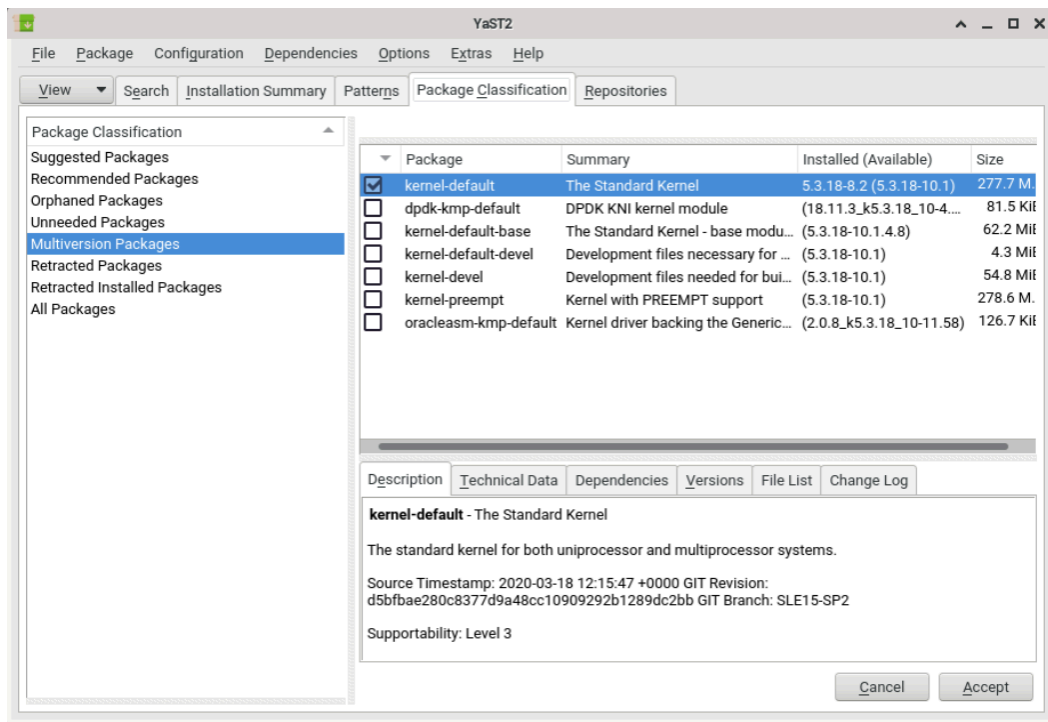 YaST2
File Package Configuration Dependencies Options Extras Help
View Search Installation Summary Patterns Package Classification Repositories
Package Classification
Suggested Packages
Recommended Packages
Orphaned Packages
Unneeded Packages
Multiversion Packages
Retracted Packages
Retracted Installed Packages
All Packages
Package Summary Installed (Available) Size
kernel-default The Standard Kernel 5.3.18-8.2 (5.3.18-10.1) 277.7 M.
dpdk-kmp-default DPDK KNI kernel module (18.11.3_k5.3.18_10-4.... 81.5 KiB
kernel-default-base The Standard Kernel - base modu... (5.3.18-10.1.4.8) 62.2 MiB
kernel-default-devel Development files necessary for ... (5.3.18-10.1) 4.3 MiB
kernel-devel Development files needed for bui... (5.3.18-10.1) 54.8 MiB
kernel-preempt Kernel with PREEMPT support (5.3.18-10.1) 278.6 M.
oracleasm-kmp-default Kernel driver backing the Generic... (2.0.8_k5.3.18_10-11.58) 126.7 KiB
Description Technical Data Dependencies Versions File List Change Log
kernel-default - The Standard Kernel
The standard kernel for both uniprocessor and multiprocessor systems.
Source Timestamp: 2020-03-18 12:15:47 +0000 GIT Revision:
d5bfbae280c8377d9a48cc10909292b1289dc2bb GIT Branch: SLE15-SP2
Supportability: Level 3
Cancel Accept